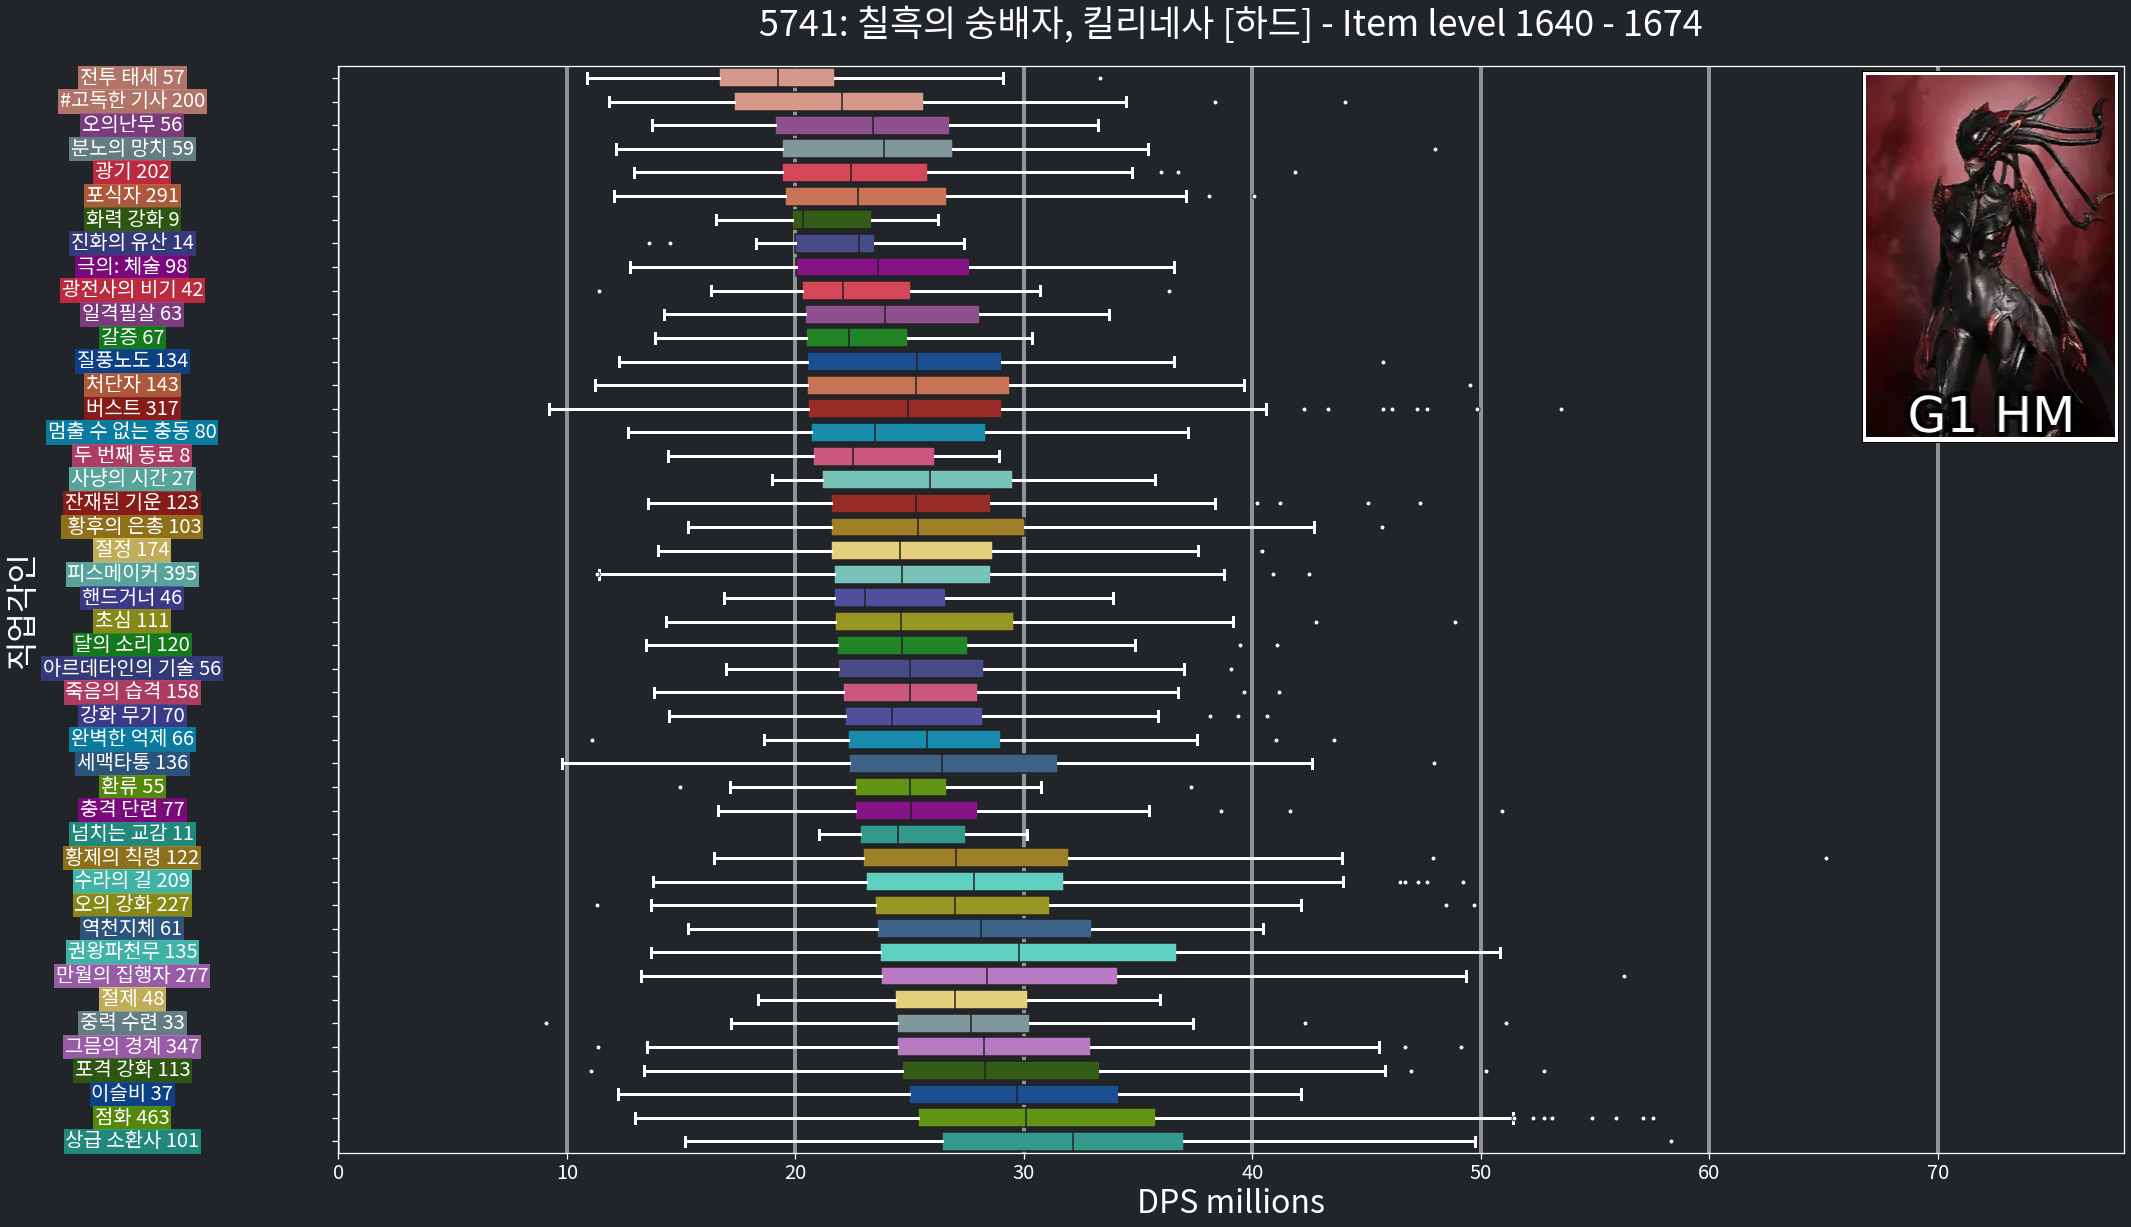 5741: 칠흑의 숭배자, 킬리네사 [하드] - Item level 1640 - 1674
전투 태세 57
#고독한 기사 200
오의난무 56
분노의 망치 59
광기 202
포식자 291
화력 강화 9
진화의 유산 14
극의: 체술 98
광전사의 비기 42
일격필살 63
갈증 67
질풍노도 134
처단자 143
버스트 317
멈출 수 없는 충동 80
두 번째 동료 8
사냥의 시간 27
잔재된 기운 123
황후의 은총 103
절정 174
피스메이커 395
핸드거너 46
초심 111
달의 소리 120
아르데타인의 기술 56
죽음의 습격 158
강화 무기 70
완벽한 억제 66
세맥타통 136
환류 55
충격 단련 77
넘치는 교감 11
황제의 칙령 122
수라의 길 209
오의 강화 227
역천지체 61
권왕파천무 135
만월의 집행자 277
절제 48
중력 수련 33
그믐의 경계 347
포격 강화 113
이슬비 37
점화 463
상급 소환사 101
직업각인
G1 HM
0 10 20 30 40 50 60 70
DPS millions